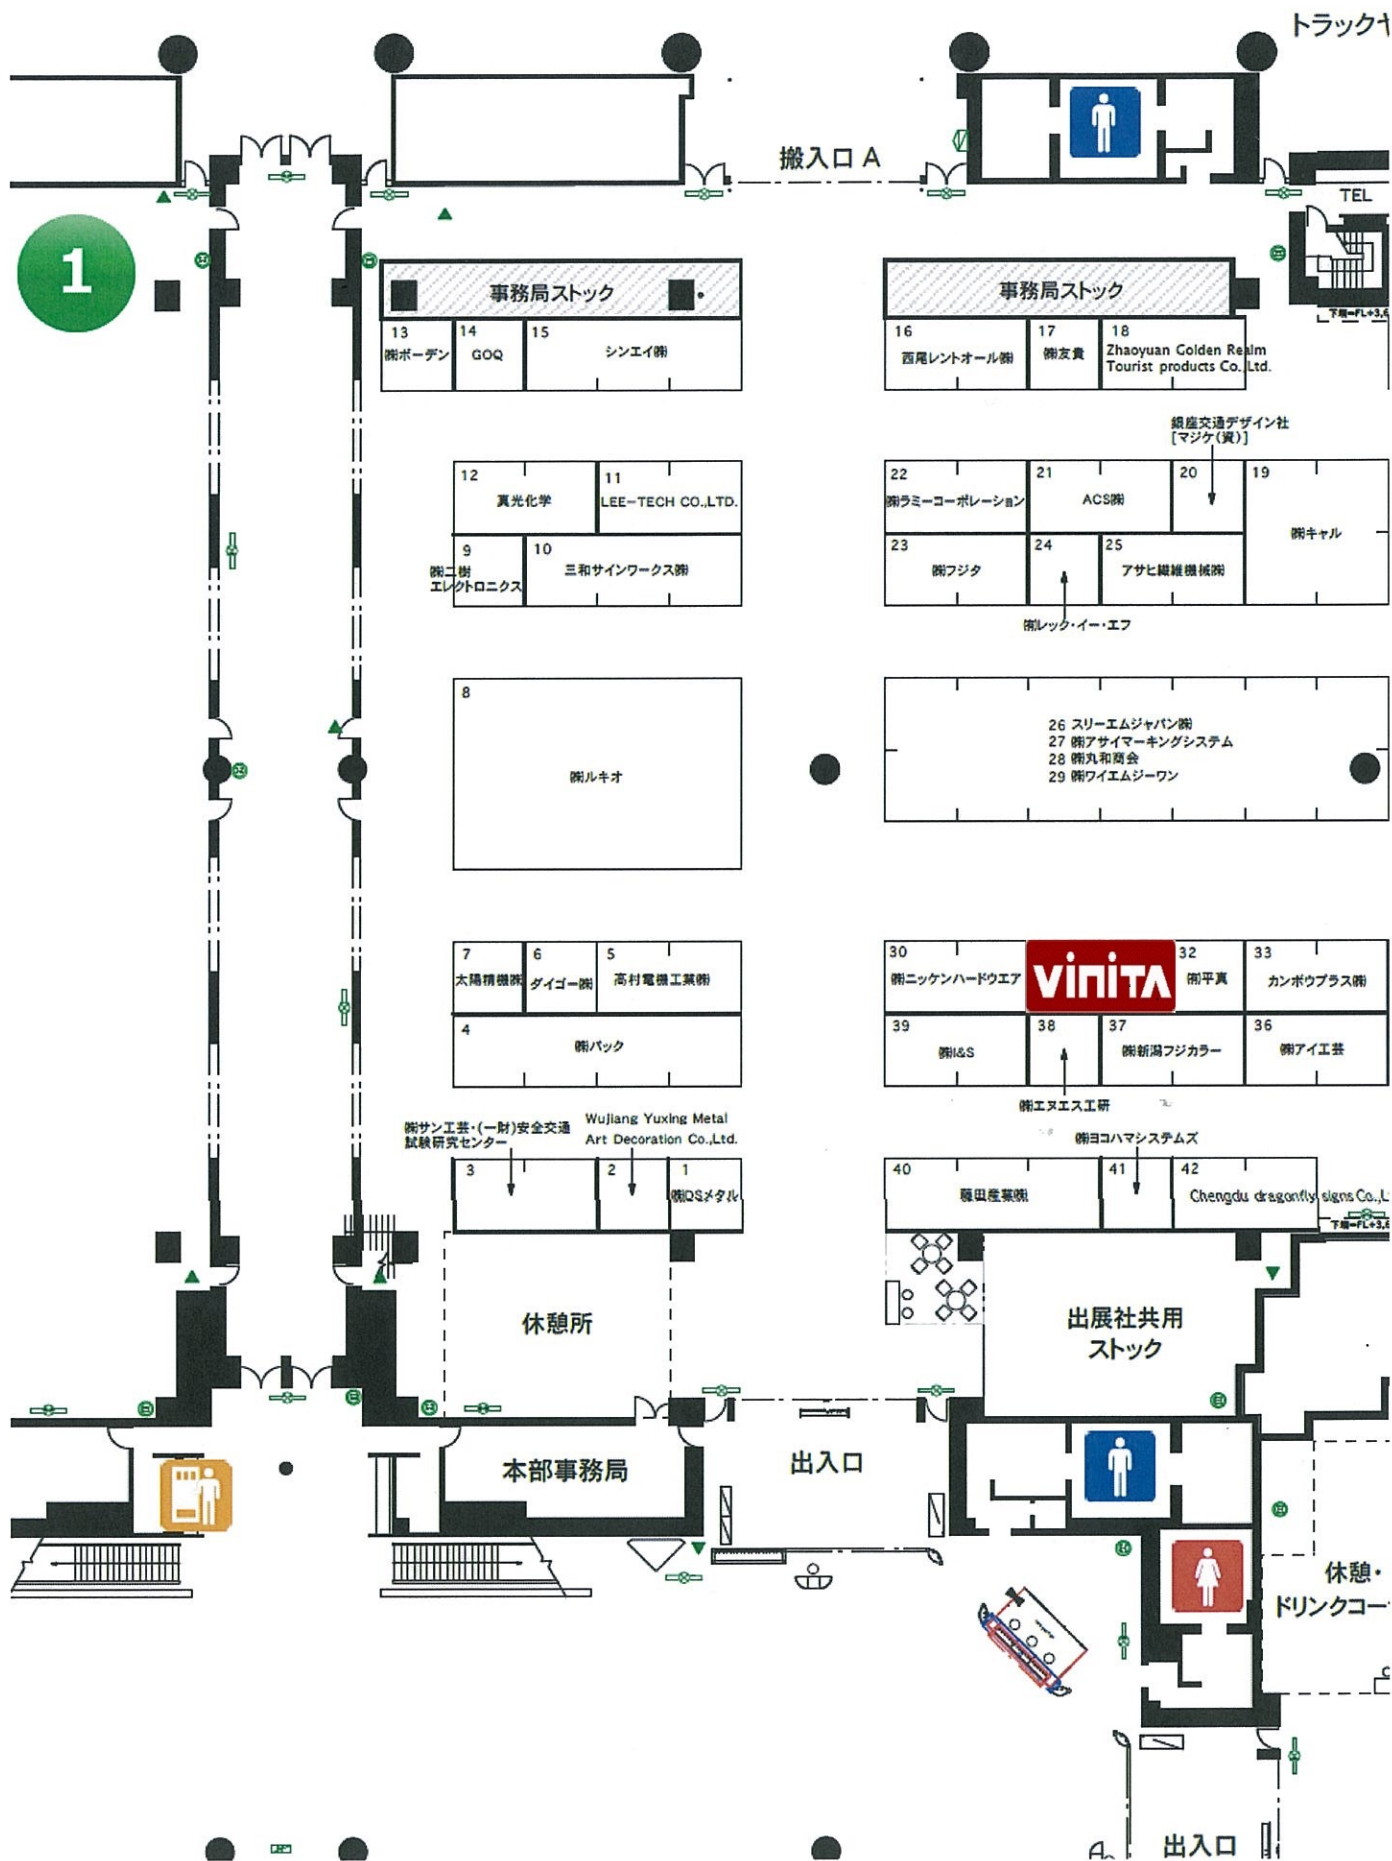 トラックヤ
搬入口 A
TEL
1
事務局ストック
事務局ストック
下端=FL+3,6
13
㈱ボーデン
14
GOQ
15
シンエイ㈱
16
西尾レントオール㈱
17
㈱友貴
18
Zhaoyuan Golden Realm
Tourist products Co.,Ltd.
銀座交通デザイン社
[マジケ(資)]
12
真光化学
11
LEE-TECH CO.,LTD.
22
㈱ラミーコーポレーション
21
ACS㈱
20
19
㈱キャル
9
㈱二樹
エレクトロニクス
10
三和サインワークス㈱
23
㈱フジタ
24
25
アサヒ繊維機械㈱
㈲レック・イー・エフ
8
㈱ルキオ
26 スリーエムジャパン㈱
27 ㈱アサイマーキングシステム
28 ㈱丸和商会
29 ㈱ワイエムジーワン
7
太陽精機㈱
6
ダイゴー㈱
5
高村電機工業㈱
30
㈱ニッケンハードウエア
VINITA
32
㈲平真
33
カンボウプラス㈱
4
㈱パック
39
㈱I&S
38
37
㈱新潟フジカラー
36
㈱アイ工芸
㈱エヌエス工研
㈱サン工芸・(一財)安全交通
試験研究センター
Wujiang Yuxing Metal
Art Decoration Co.,Ltd.
㈱ヨコハマシステムズ
3
2
1
㈱QSメタル
40
藤田産業㈱
41
42
Chengdu dragonfly signs Co.,L
下端=FL+3,6
休憩所
出展社共用
ストック
本部事務局
出入口
休憩・
ドリンクコー
出入口